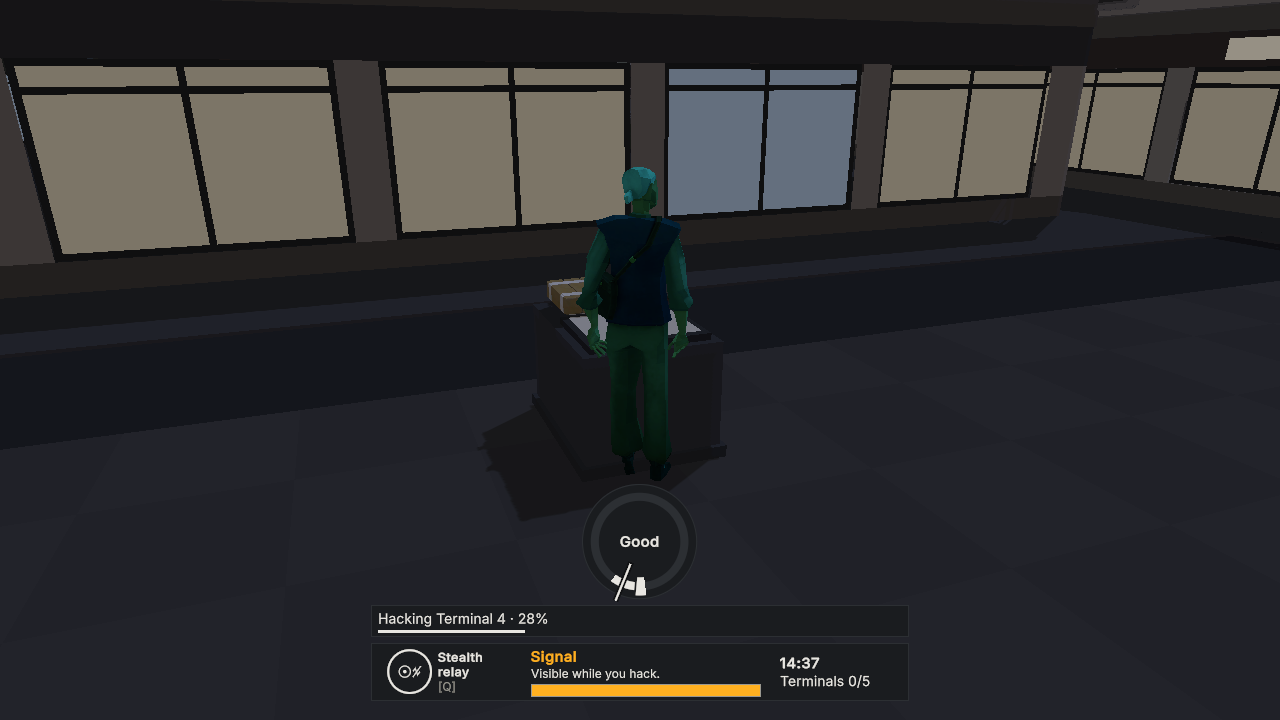 Good
Hacking Terminal 4 · 28%
Stealth
relay
[Q]
Signal
Visible while you hack.
14:37
Terminals 0/5